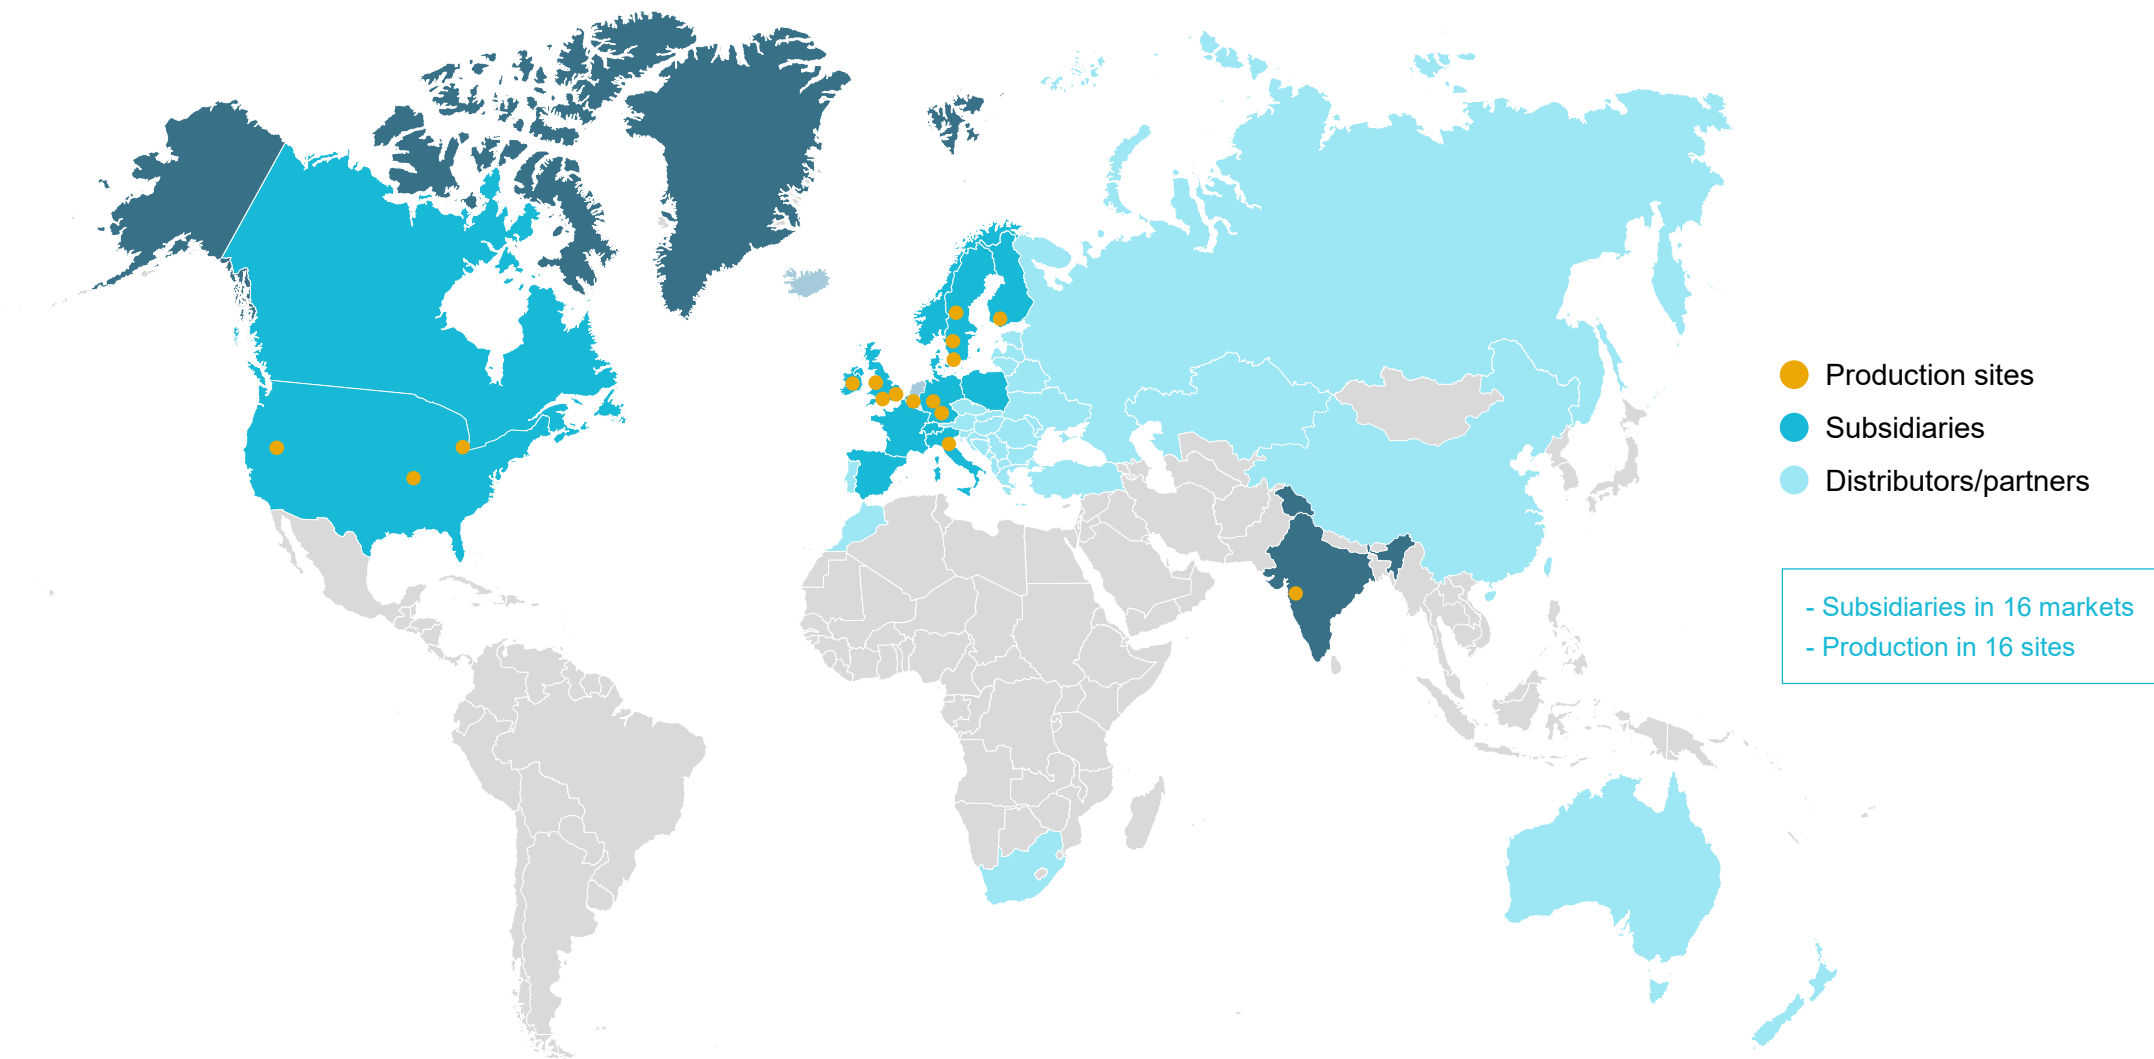 Production sites
Subsidiaries
Distributors/partners
- Subsidiaries in 16 markets
- Production in 16 sites